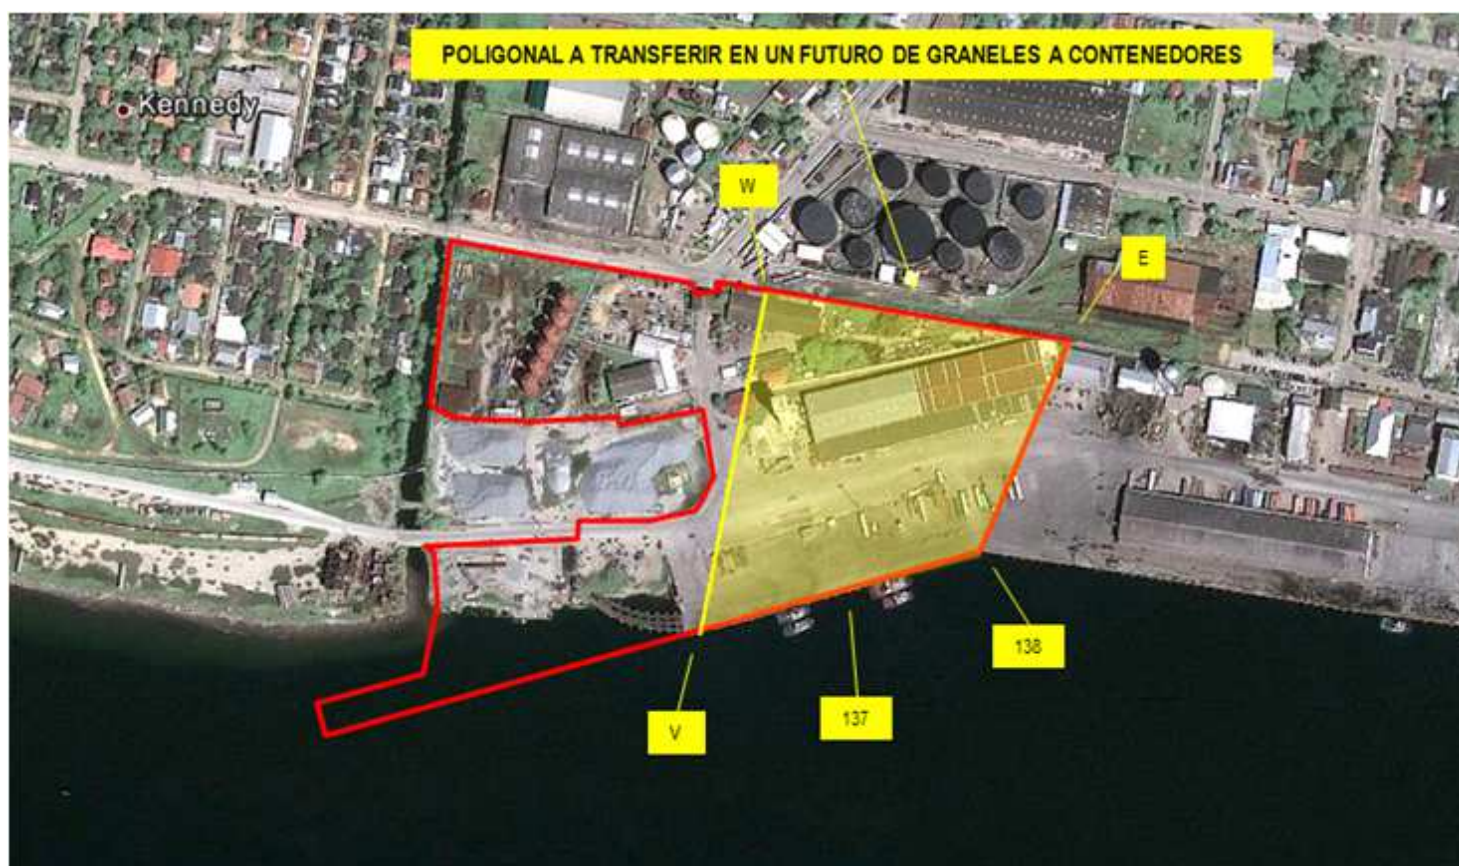 POLIGONAL A TRANSFERIR EN UN FUTURO DE GRANELES A CONTENEDORES
Kennedy
W
E
138
137
V